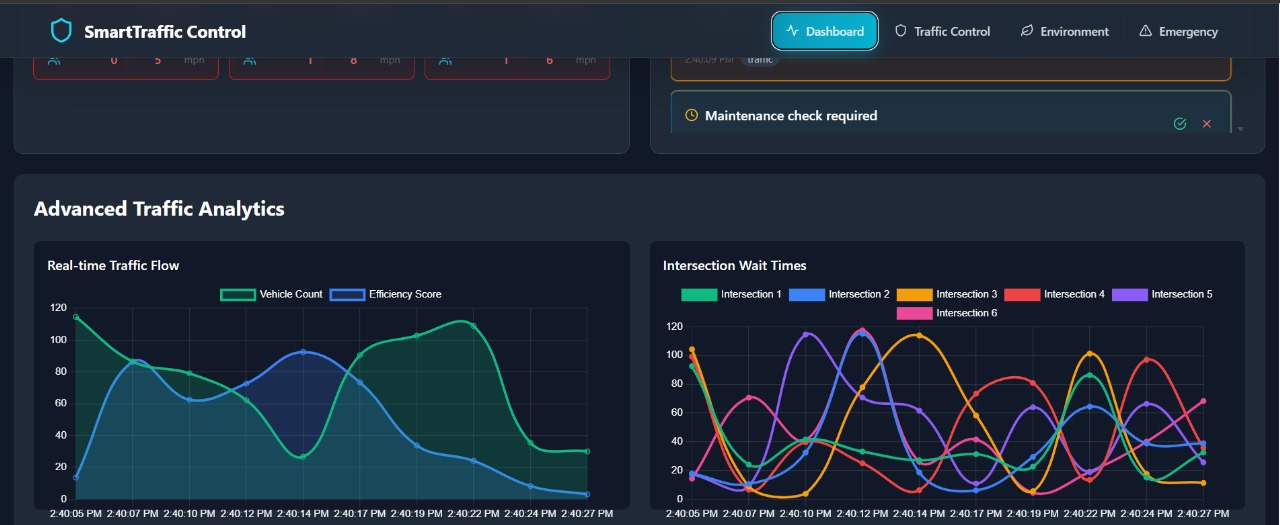 SmartTraffic Control
Dashboard
Traffic Control
Environment
Emergency
0 5 mph
1 8 mph
1 6 mph
2:40:09 PM traffic
Maintenance check required
Advanced Traffic Analytics
Real-time Traffic Flow
Vehicle Count Efficiency Score
120
100
80
60
40
20
0
2:40:05 PM 2:40:07 PM 2:40:10 PM 2:40:12 PM 2:40:14 PM 2:40:17 PM 2:40:19 PM 2:40:22 PM 2:40:24 PM 2:40:27 PM
Intersection Wait Times
Intersection 1 Intersection 2 Intersection 3 Intersection 4 Intersection 5
Intersection 6
120
100
80
60
40
20
0
2:40:05 PM 2:40:07 PM 2:40:10 PM 2:40:12 PM 2:40:14 PM 2:40:17 PM 2:40:19 PM 2:40:22 PM 2:40:24 PM 2:40:27 PM